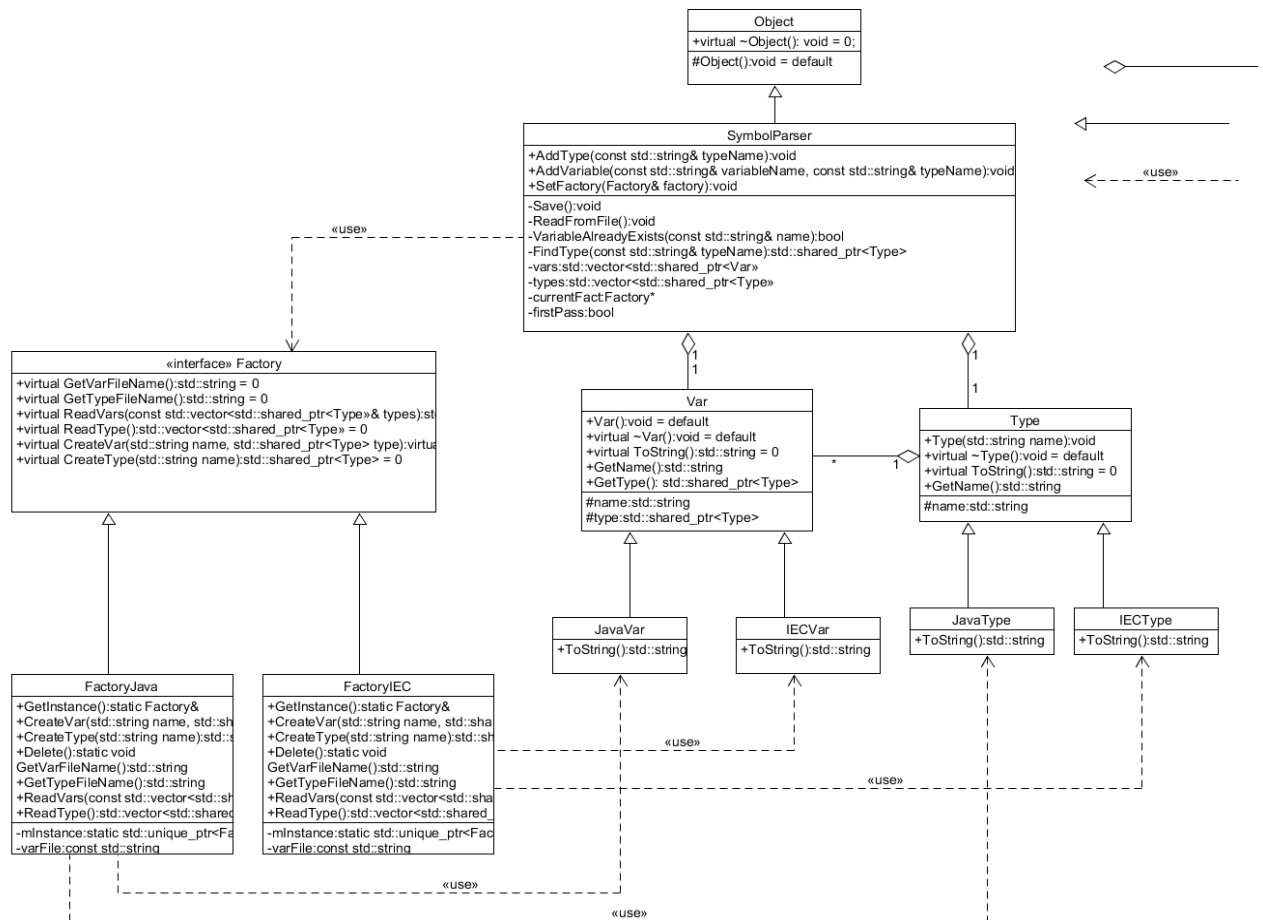 Object
+virtual ~Object(): void = 0;
#Object():void = default
SymbolParser
+AddType(const std::string& typeName):void
+AddVariable(const std::string& variableName, const std::string& typeName):void
+SetFactory(Factory& factory):void
-Save():void
-ReadFromFile():void
-VariableAlreadyExists(const std::string& name):bool
-FindType(const std::string& typeName):std::shared_ptr<Type>
-vars:std::vector<std::shared_ptr<Var»
-types:std::vector<std::shared_ptr<Type»
-currentFact:Factory*
-firstPass:bool
«use»
«use»
«interface» Factory
+virtual GetVarFileName():std::string = 0
+virtual GetTypeFileName():std::string = 0
+virtual ReadVars(const std::vector<std::shared_ptr<Type»& types):st
+virtual ReadType():std::vector<std::shared_ptr<Type» = 0
+virtual CreateVar(std::string name, std::shared_ptr<Type> type):virtua
+virtual CreateType(std::string name):std::shared_ptr<Type> = 0
1
1
1
1
Var
+Var():void = default
+virtual ~Var():void = default
+virtual ToString():std::string = 0
+GetName():std::string
+GetType(): std::shared_ptr<Type>
#name:std::string
#type:std::shared_ptr<Type>
*
1
Type
+Type(std::string name):void
+virtual ~Type():void = default
+virtual ToString():std::string = 0
+GetName():std::string
#name:std::string
JavaVar
+ToString():std::string
IECVar
+ToString():std::string
JavaType
+ToString():std::string
IECType
+ToString():std::string
FactoryJava
+GetInstance():static Factory&
+CreateVar(std::string name, std::sh
+CreateType(std::string name):std::s
+Delete():static void
GetVarFileName():std::string
+GetTypeFileName():std::string
+ReadVars(const std::vector<std::sh
+ReadType():std::vector<std::shared
-mInstance:static std::unique_ptr<Fa
-varFile:const std::string
FactoryIEC
+GetInstance():static Factory&
+CreateVar(std::string name, std::sha
+CreateType(std::string name):std::sh
+Delete():static void
GetVarFileName():std::string
+GetTypeFileName():std::string
+ReadVars(const std::vector<std::sha
+ReadType():std::vector<std::shared_
-mInstance:static std::unique_ptr<Fac
-varFile:const std::string
«use»
«use»
«use»
«use»